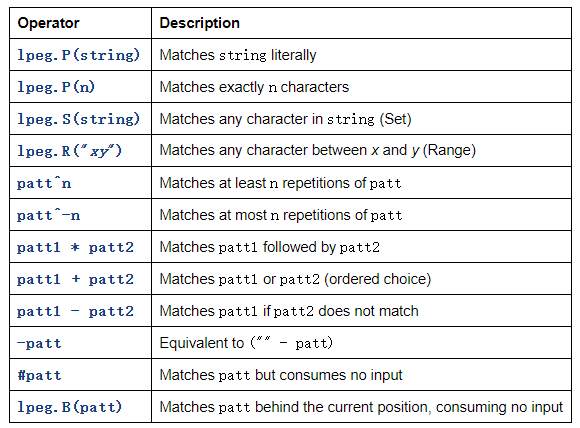 Operator Description
lpeg.P(string) Matches string literally
lpeg.P(n) Matches exactly n characters
lpeg.S(string) Matches any character in string (Set)
lpeg.R("xy") Matches any character between x and y (Range)
patt^n Matches at least n repetitions of patt
patt^-n Matches at most n repetitions of patt
patt1 * patt2 Matches patt1 followed by patt2
patt1 + patt2 Matches patt1 or patt2 (ordered choice)
patt1 - patt2 Matches patt1 if patt2 does not match
-patt Equivalent to ("" - patt)
#patt Matches patt but consumes no input
lpeg.B(patt) Matches patt behind the current position, consuming no input